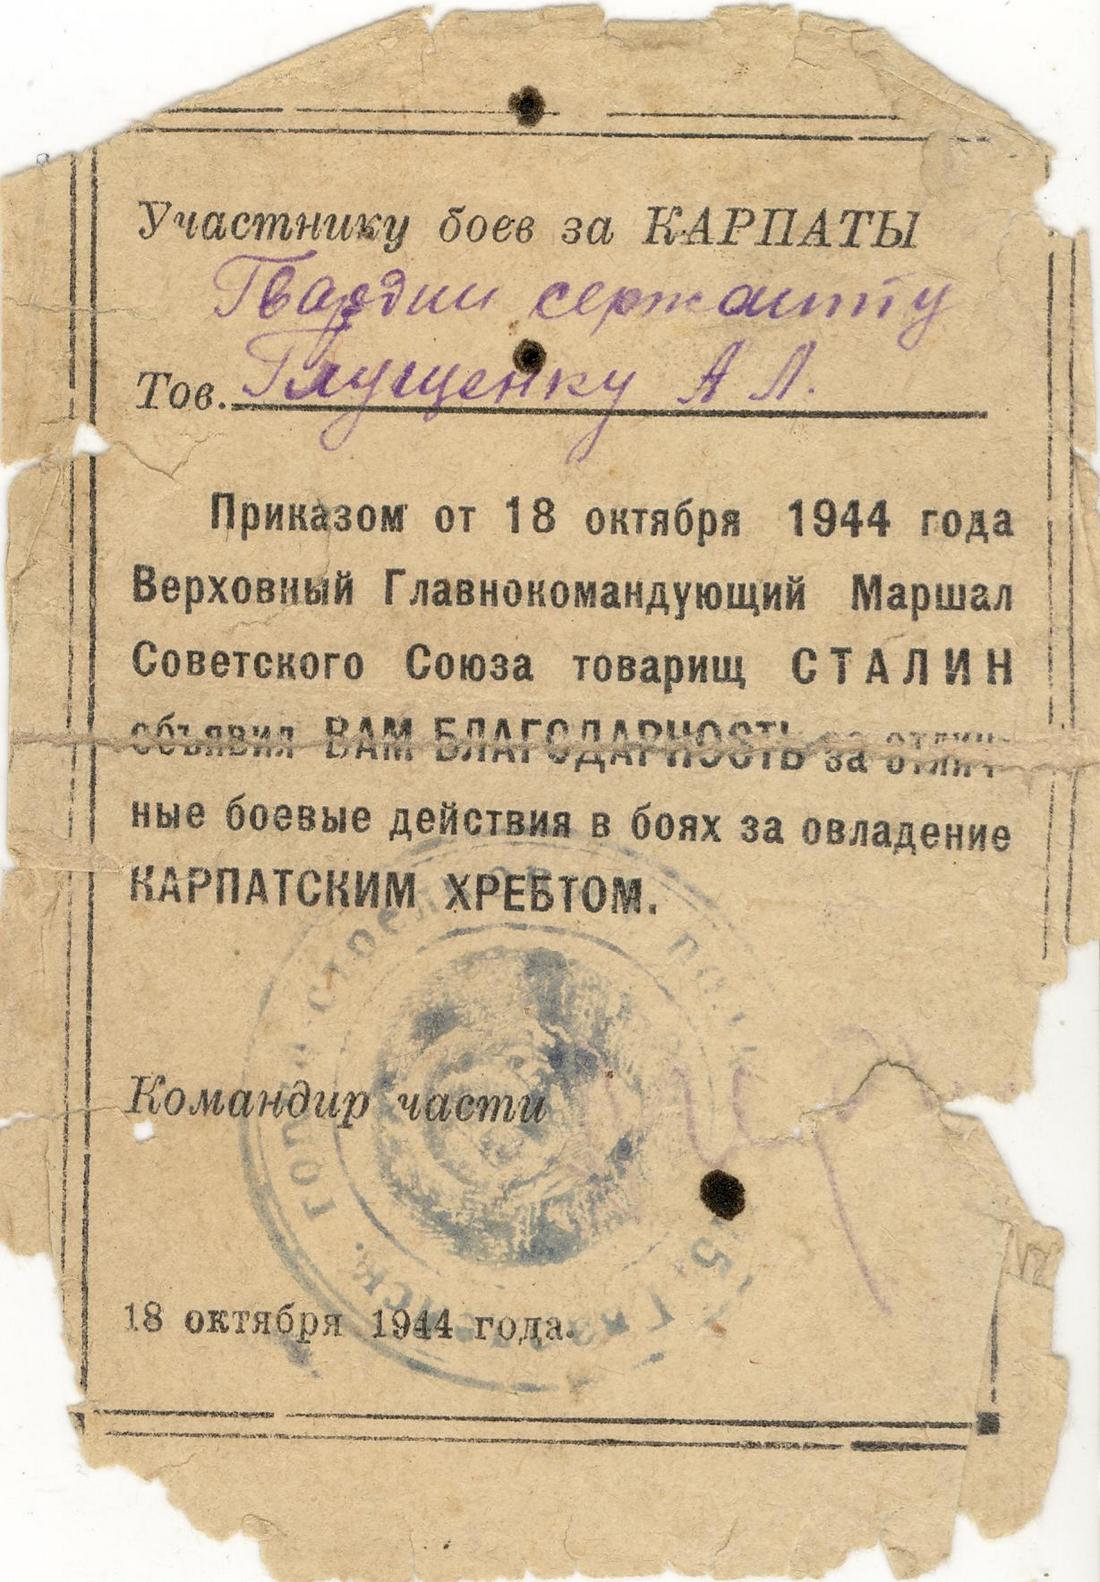 Участнику боев за КАРПАТЫ
Гвардии сержанту
Тов. Глущенку А Л.
Приказом от 18 октября 1944 года
Верховный Главнокомандующий Маршал
Советского Союза товарищ СТАЛИН
объявил ВАМ БЛАГОДАРНОСТЬ за отлич-
ные боевые действия в боях за овладение
КАРПАТСКИМ ХРЕБТОМ.
Командир части
18 октября 1944 года.